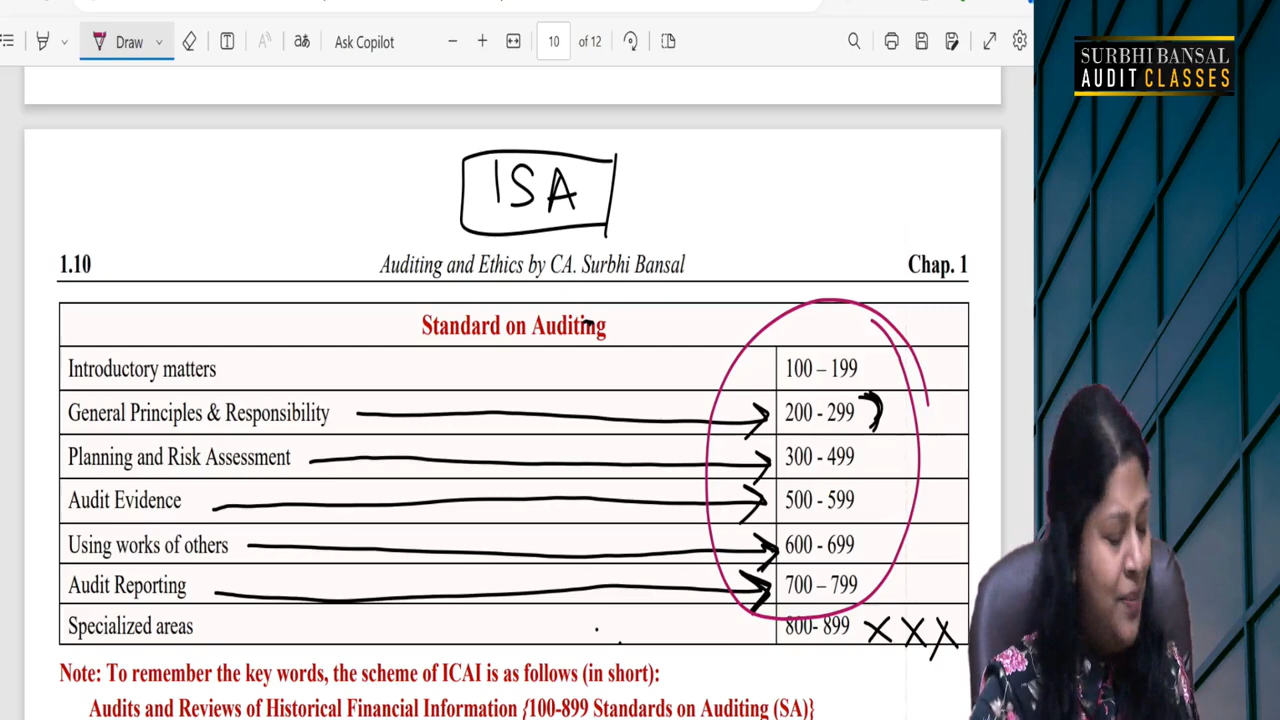 Draw
Ask Copilot
10 of 12
SURBHI BANSAL
AUDIT CLASSES
ISA
1.10 Auditing and Ethics by CA. Surbhi Bansal Chap. 1
Standard on Auditing
Introductory matters 100 – 199
General Principles & Responsibility 200 - 299
Planning and Risk Assessment 300 - 499
Audit Evidence 500 - 599
Using works of others 600 - 699
Audit Reporting 700 – 799
Specialized areas 800- 899 X X X
Note: To remember the key words, the scheme of ICAI is as follows (in short):
Audits and Reviews of Historical Financial Information {100-899 Standards on Auditing (SA)}